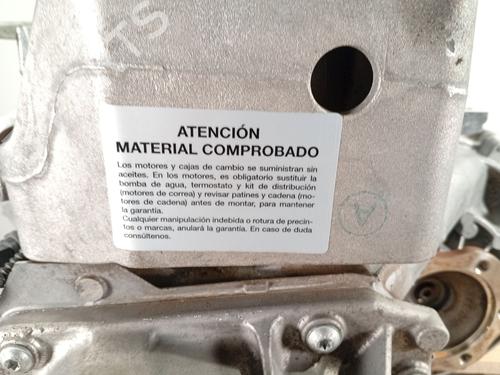 ATENCIÓN
MATERIAL COMPROBADO
Los motores y cajas de cambio se suministran sin
aceites. En los motores, es obligatorio sustituir la
bomba de agua, termostato y kit de distribución
(motores de correa) y revisar patines y cadena (mo-
tores de cadena) antes de montar, para mantener
la garantía.
Cualquier manipulación indebida o rotura de precin-
tos o marcas, anulará la garantía. En caso de duda
consúltenos.